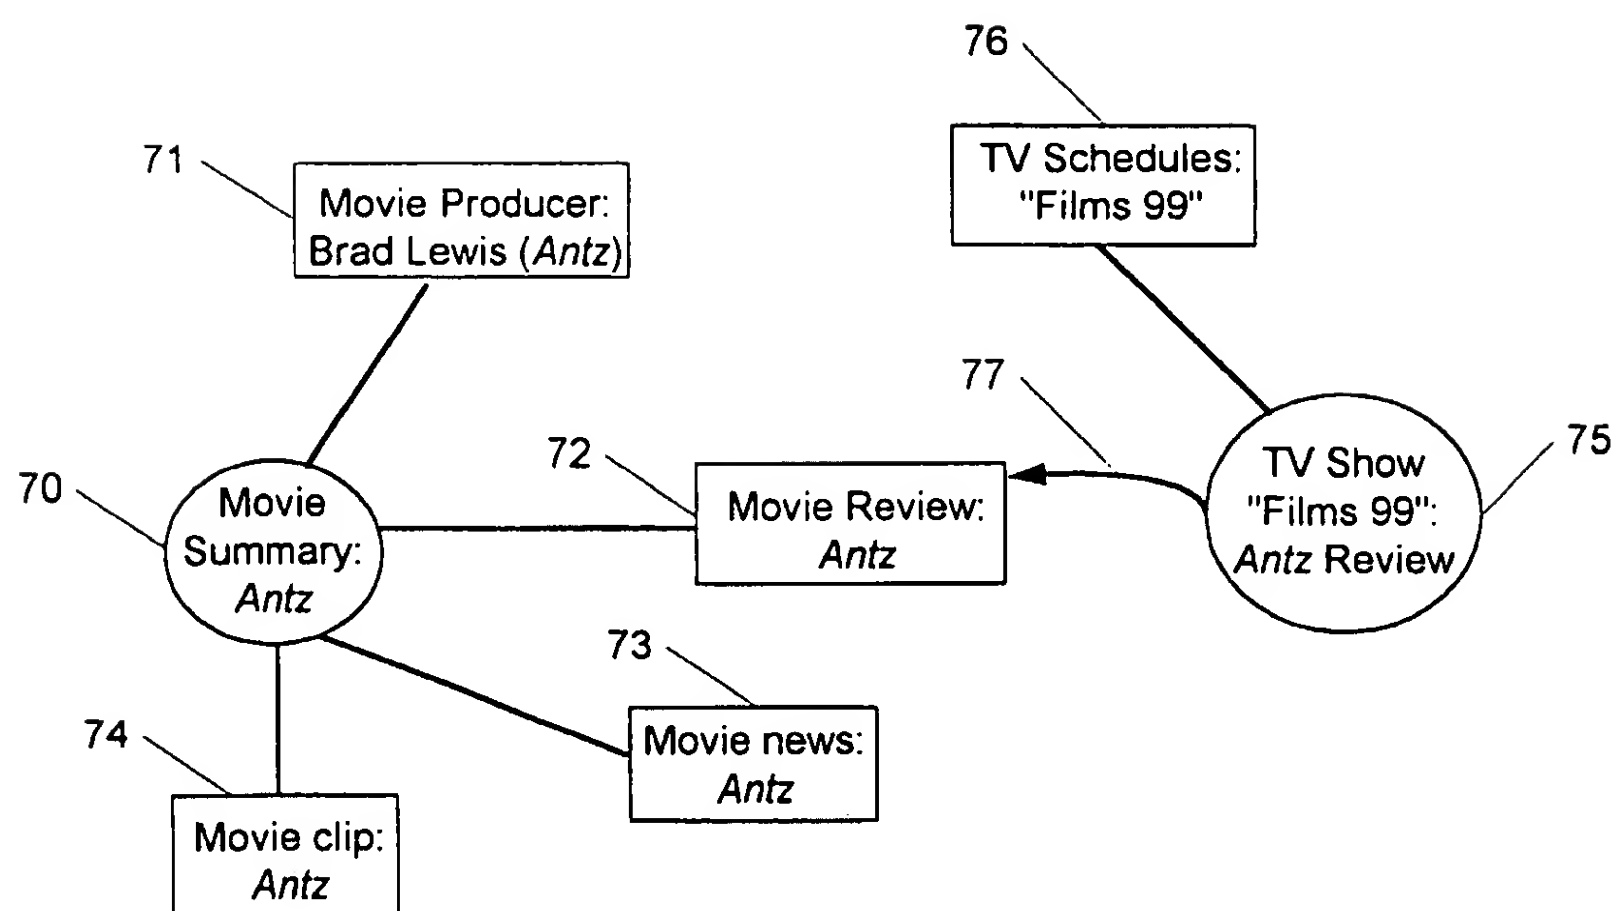 76
TV Schedules:
"Films 99"
71
Movie Producer:
Brad Lewis (Antz)
77
75
TV Show
"Films 99":
Antz Review
72
Movie Review:
Antz
70
Movie
Summary:
Antz
73
Movie news:
Antz
74
Movie clip:
Antz